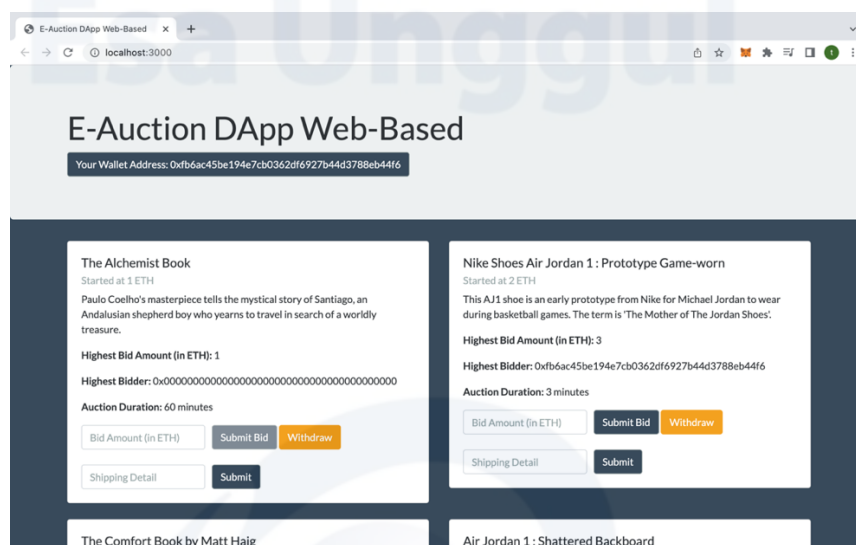 Esa Unggul
E-Auction DApp Web-Based
localhost:3000
t
E-Auction DApp Web-Based
Your Wallet Address: 0xfb6ac45be194e7cb0362df6927b44d3788eb44f6
The Alchemist Book
Started at 1 ETH
Paulo Coelho's masterpiece tells the mystical story of Santiago, an
Andalusian shepherd boy who yearns to travel in search of a worldly
treasure.
Highest Bid Amount (in ETH): 1
Highest Bidder: 0x0000000000000000000000000000000000000000
Auction Duration: 60 minutes
Bid Amount (in ETH) Submit Bid Withdraw
Shipping Detail Submit
Nike Shoes Air Jordan 1 : Prototype Game-worn
Started at 2 ETH
This AJ1 shoe is an early prototype from Nike for Michael Jordan to wear
during basketball games. The term is 'The Mother of The Jordan Shoes'.
Highest Bid Amount (in ETH): 3
Highest Bidder: 0xfb6ac45be194e7cb0362df6927b44d3788eb44f6
Auction Duration: 3 minutes
Bid Amount (in ETH) Submit Bid Withdraw
Shipping Detail Submit
The Comfort Book by Matt Haig
Air Jordan 1 : Shattered Backboard